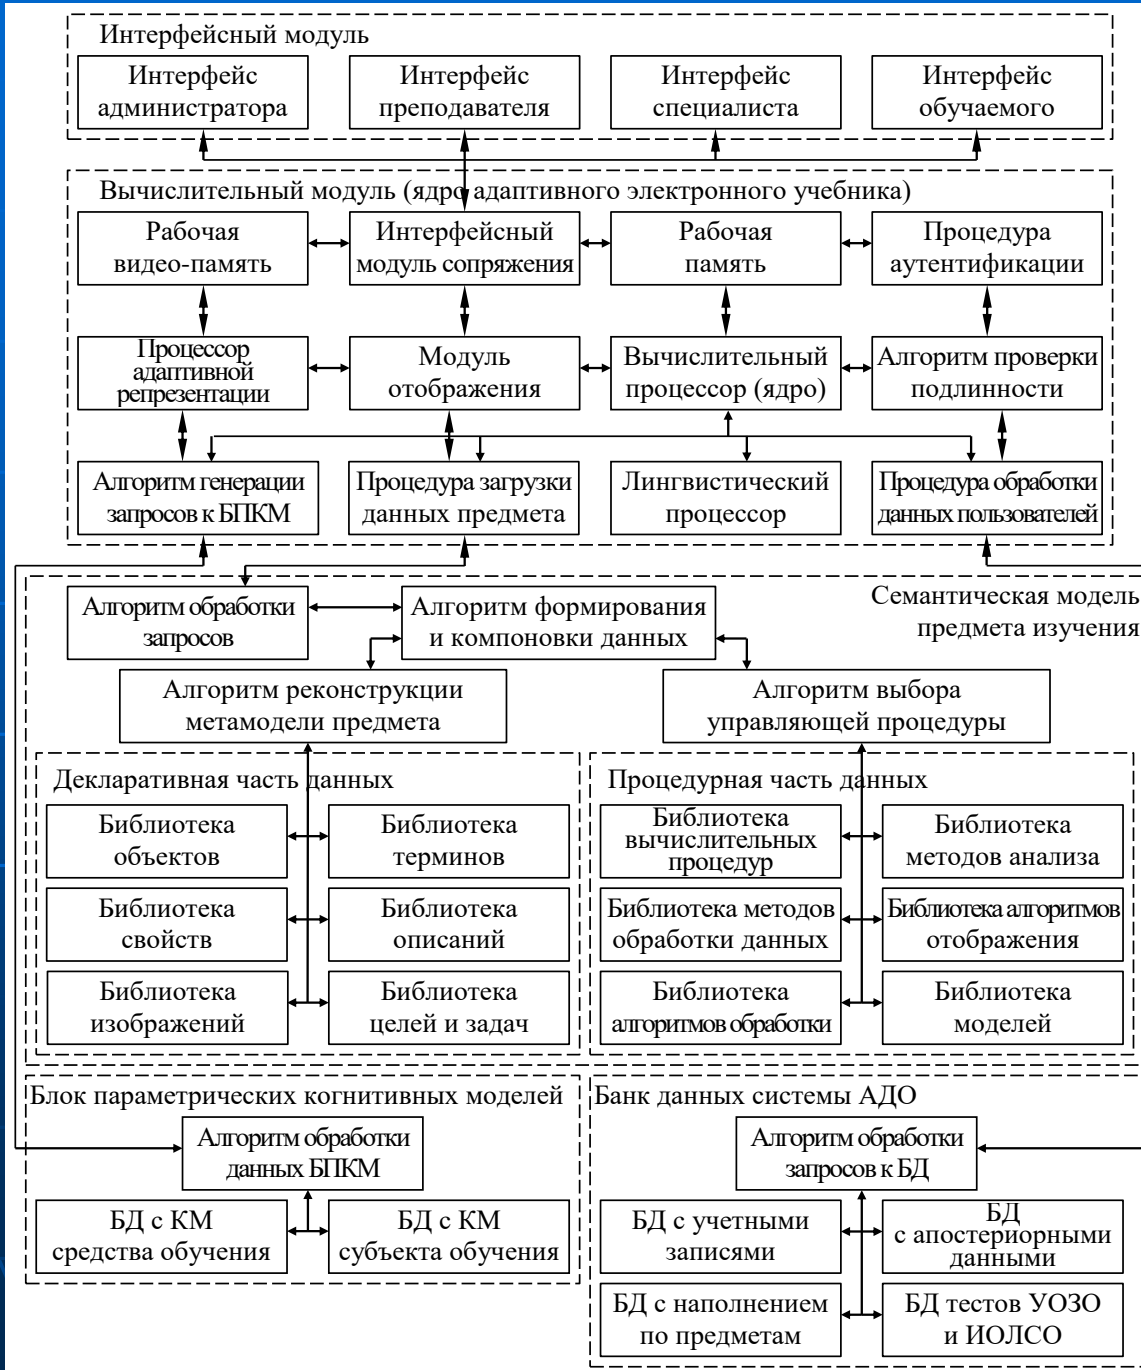 Интерфейсный модуль
Интерфейс
администратора
Интерфейс
преподавателя
Интерфейс
специалиста
Интерфейс
обучаемого
Вычислительный модуль (ядро адаптивного электронного учебника)
Рабочая
видео-память
Интерфейсный
модуль сопряжения
Рабочая
память
Процедура
аутентификации
Процессор
адаптивной
репрезентации
Модуль
отображения
Вычислительный
процессор (ядро)
Алгоритм проверки
подлинности
Алгоритм генерации
запросов к БПКМ
Процедура загрузки
данных предмета
Лингвистический
процессор
Процедура обработки
данных пользователей
Алгоритм обработки
запросов
Алгоритм формирования
и компоновки данных
Семантическая модель
предмета изучения
Алгоритм реконструкции
метамодели предмета
Алгоритм выбора
управляющей процедуры
Декларативная часть данных
Библиотека
объектов
Библиотека
терминов
Библиотека
свойств
Библиотека
описаний
Библиотека
изображений
Библиотека
целей и задач
Процедурная часть данных
Библиотека
вычислительных
процедур
Библиотека
методов анализа
Библиотека методов
обработки данных
Библиотека алгоритмов
отображения
Библиотека
алгоритмов обработки
Библиотека
моделей
Блок параметрических когнитивных моделей
Алгоритм обработки
данных БПКМ
БД с КМ
средства обучения
БД с КМ
субъекта обучения
Банк данных системы АДО
Алгоритм обработки
запросов к БД
БД с учетными
записями
БД
с апостериорными
данными
БД с наполнением
по предметам
БД тестов УОЗО
и ИОЛСО